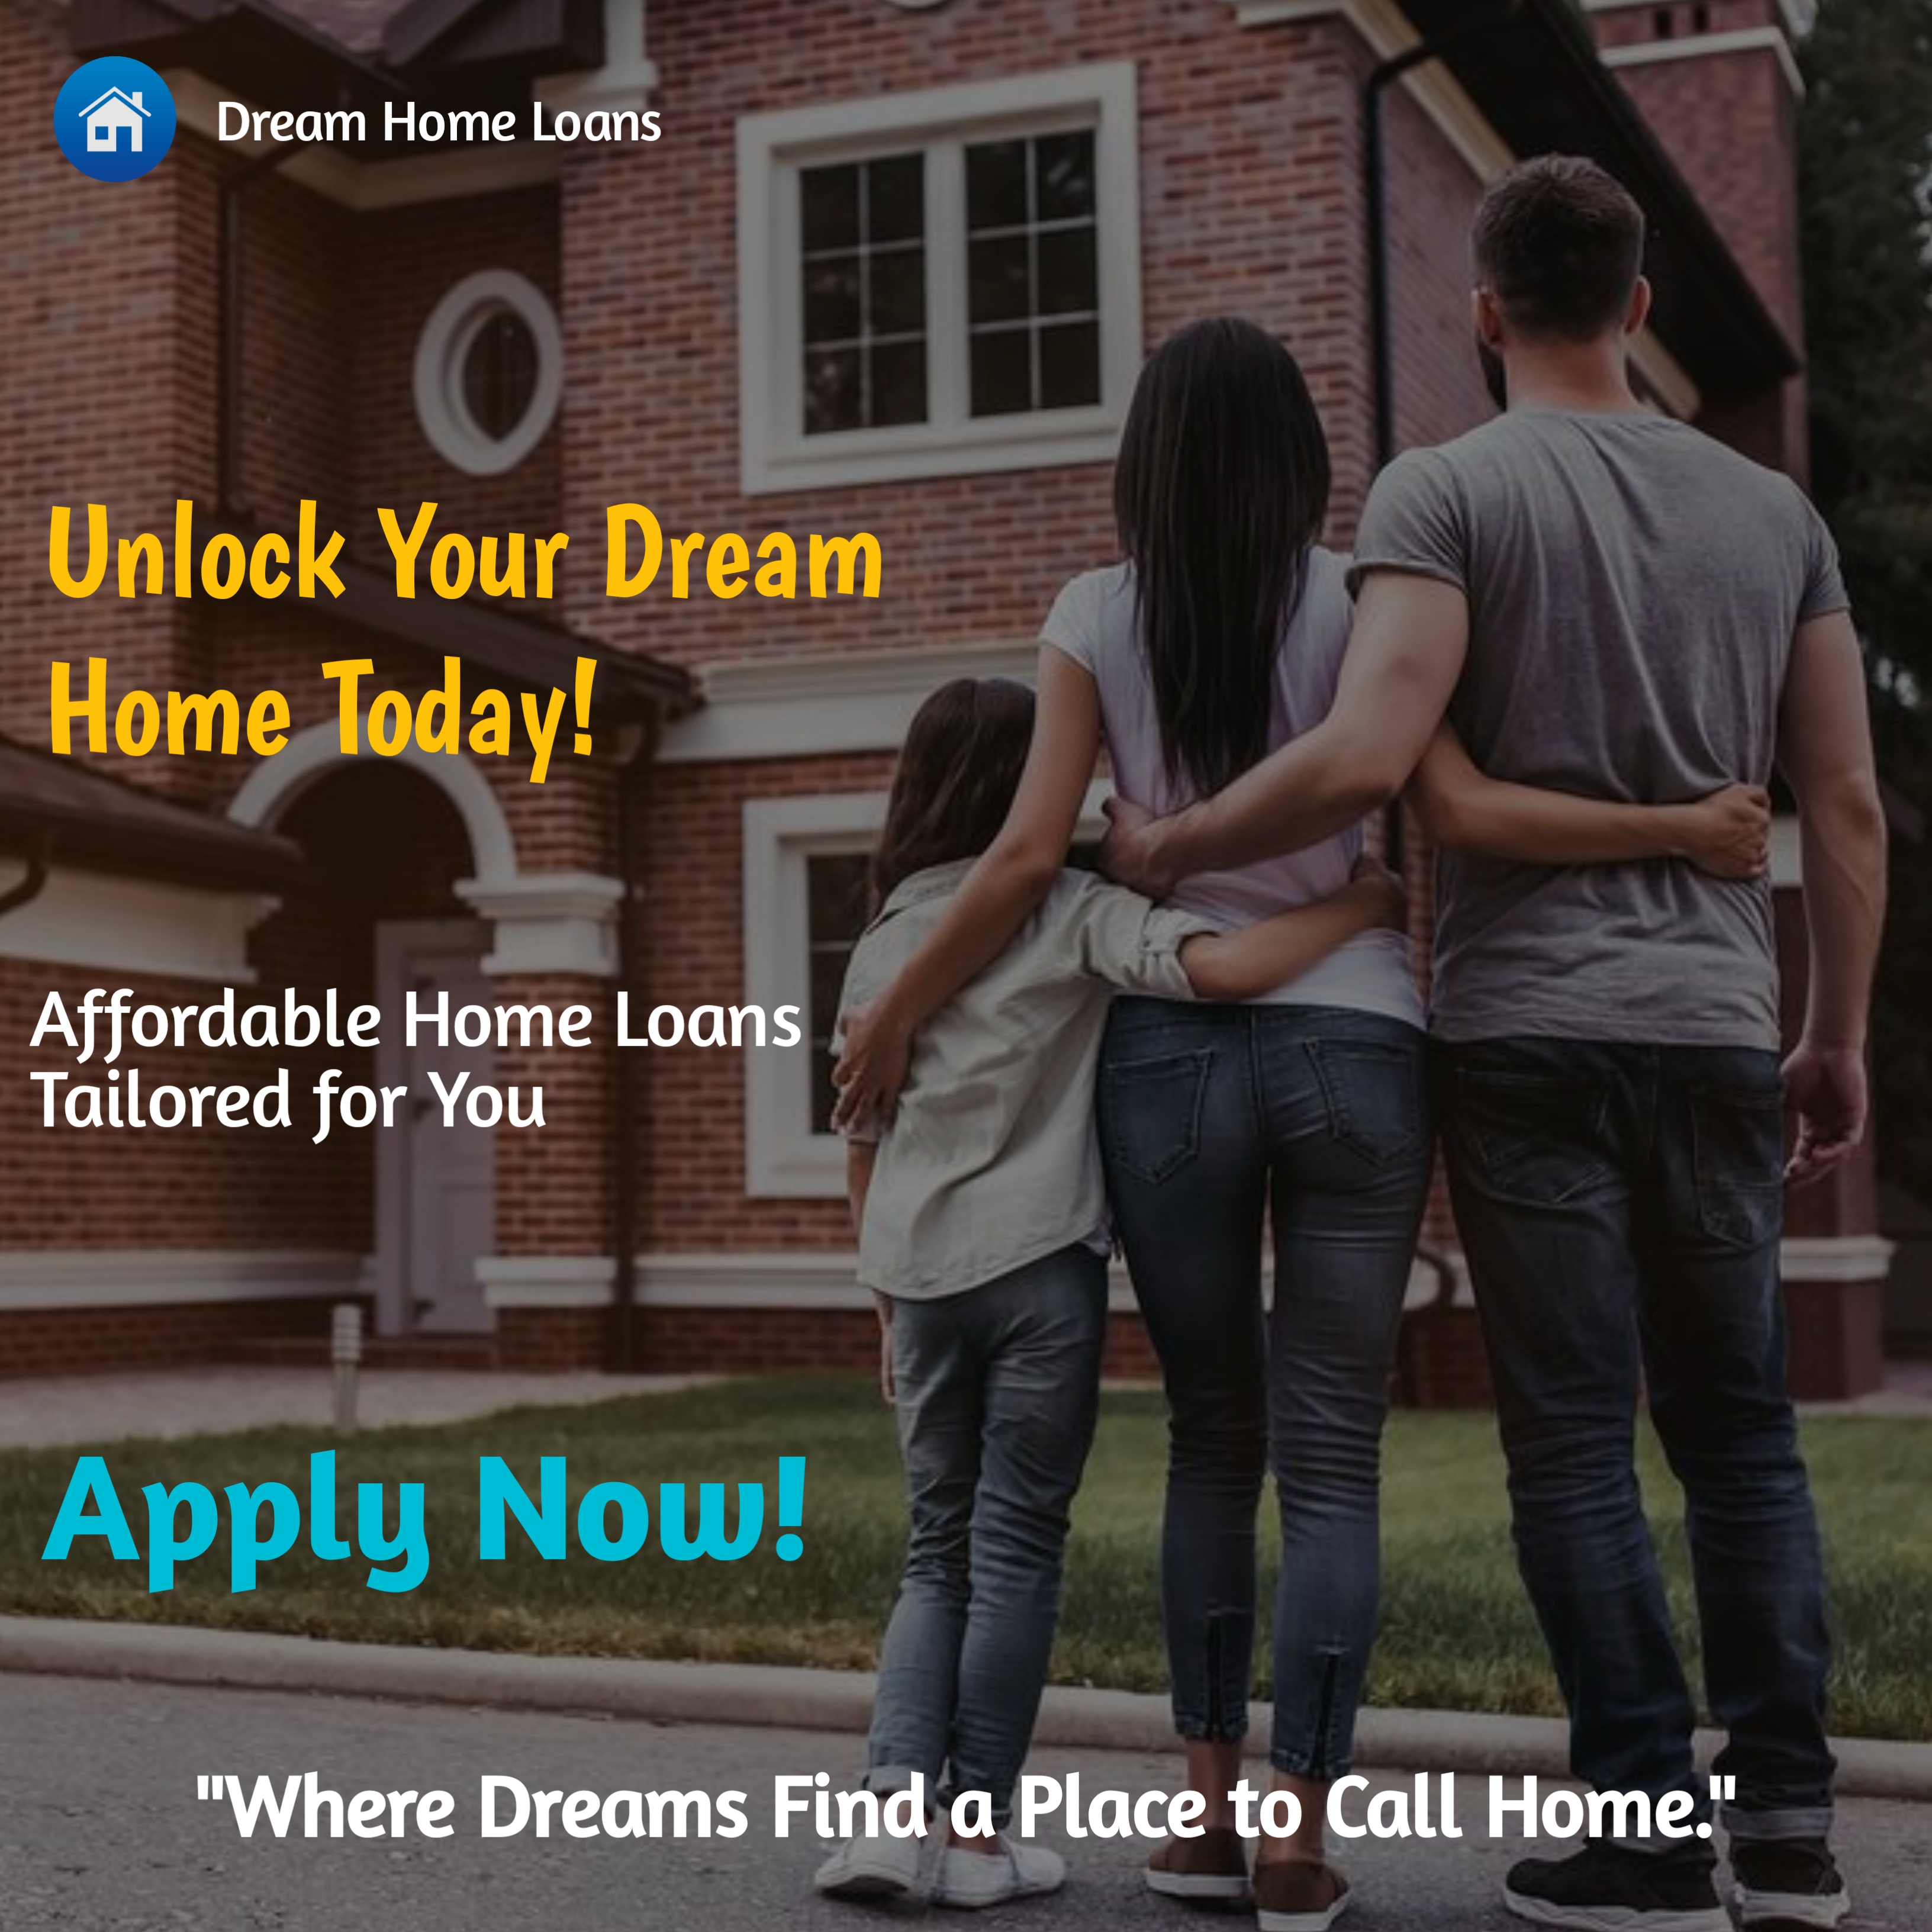 Dream Home Loans
Unlock Your Dream
Home Today!
Affordable Home Loans
Tailored for You
Apply Now!
"Where Dreams Find a Place to Call Home."